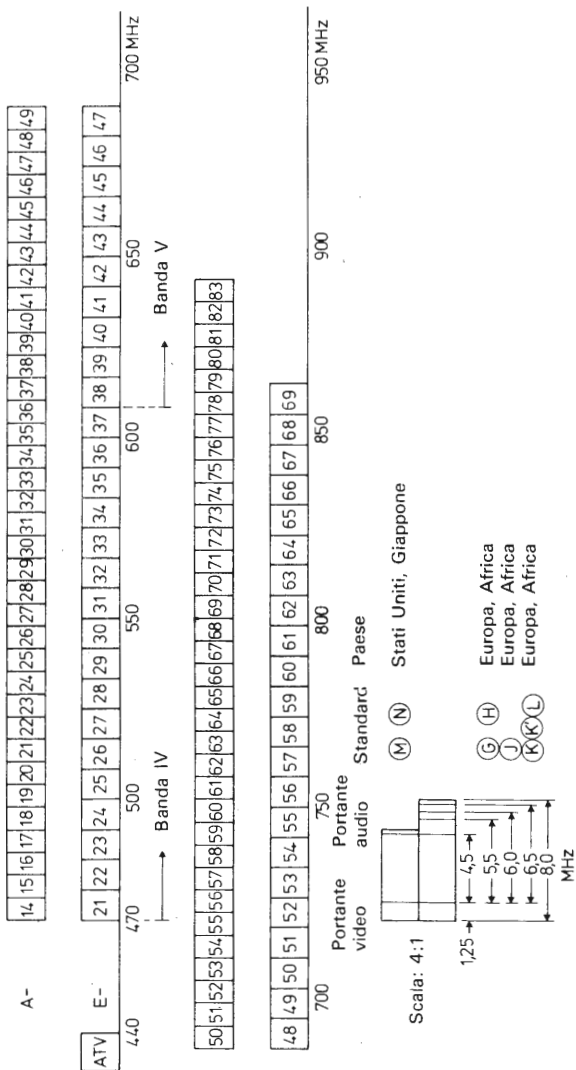 A- 14 15 16 17 18 19 20 21 22 23 24 25 26 27 28 29 30 31 32 33 34 35 36 37 38 39 40 41 42 43 44 45 46 47 48 49
ATV E- 21 22 23 24 25 26 27 28 29 30 31 32 33 34 35 36 37 38 39 40 41 42 43 44 45 46 47
440 470 500 550 600 650 700 MHz
Banda IV Banda V
50 51 52 53 54 55 56 57 58 59 60 61 62 63 64 65 66 67 68 69 70 71 72 73 74 75 76 77 78 79 80 81 82 83
48 49 50 51 52 53 54 55 56 57 58 59 60 61 62 63 64 65 66 67 68 69
700 750 800 850 900 950 MHz
Portante video Portante audio Standard Paese
Scala: 4:1
M N Stati Uniti, Giappone
G H Europa, Africa
J Europa, Africa
K K' L Europa, Africa
1,25
4,5
5,5
6,0
6,5
8,0
MHz